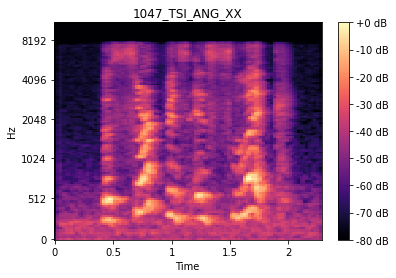 1047_TSI_ANG_XX
+0 dB
8192
-10 dB
4096
-20 dB
-30 dB
2048
Hz
-40 dB
1024
-50 dB
512
-60 dB
-70 dB
0
-80 dB
0
0.5
1
1.5
2
Time